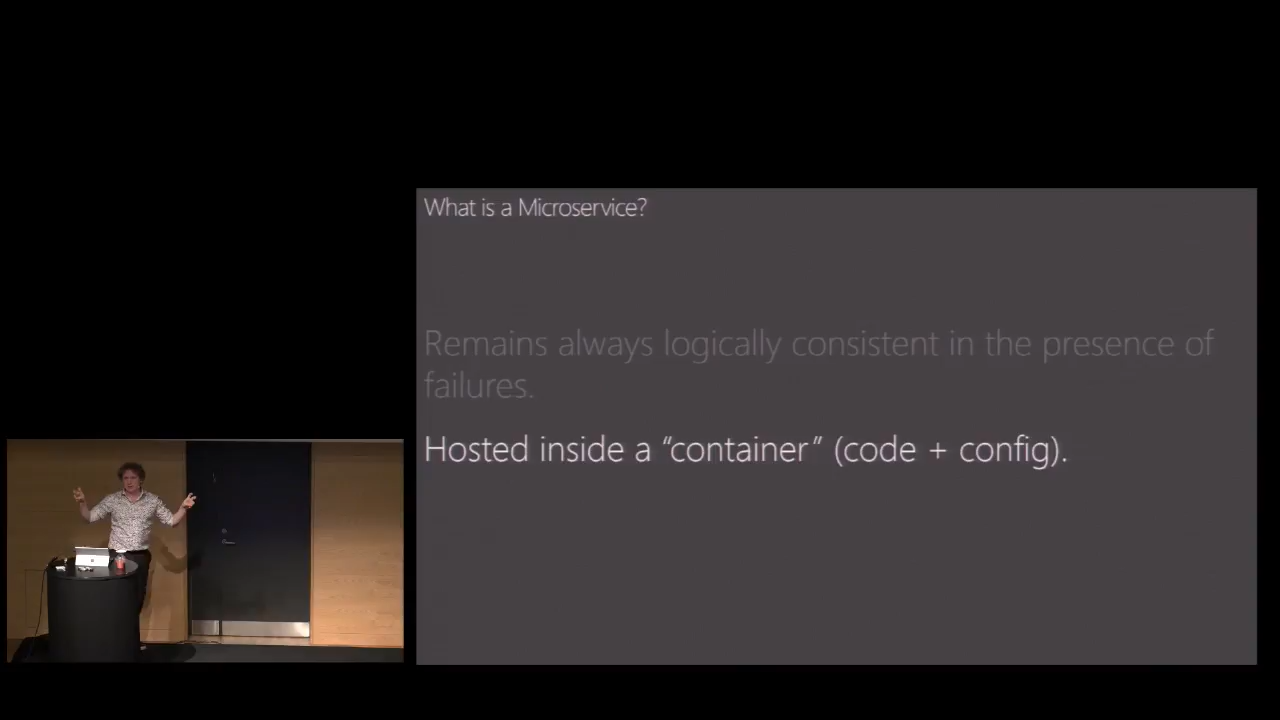 What is a Microservice?
Remains always logically consistent in the presence of
failures.
Hosted inside a “container” (code + config).